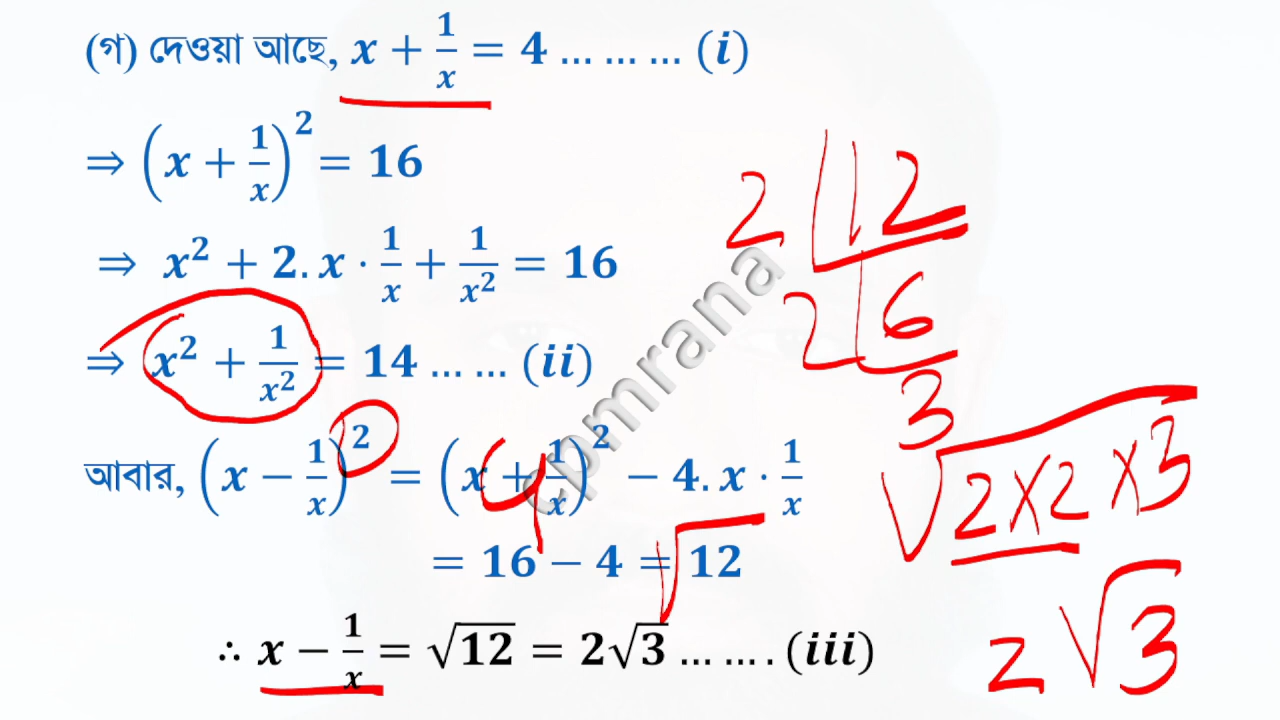 (গ) দেওয়া আছে, x + 1/x = 4 ... ... ... (i)
⇒ (x + 1/x)² = 16
⇒ x² + 2. x · 1/x + 1/x² = 16
⇒ x² + 1/x² = 14 ... ... (ii)
আবার, (x − 1/x)² = (x + 1/x)² − 4. x · 1/x
= 16 − 4 = 12
∴ x − 1/x = √12 = 2√3 ... ... . (iii)
4
2 12
2 6
3
√2×2×3
2√3
cpmrana